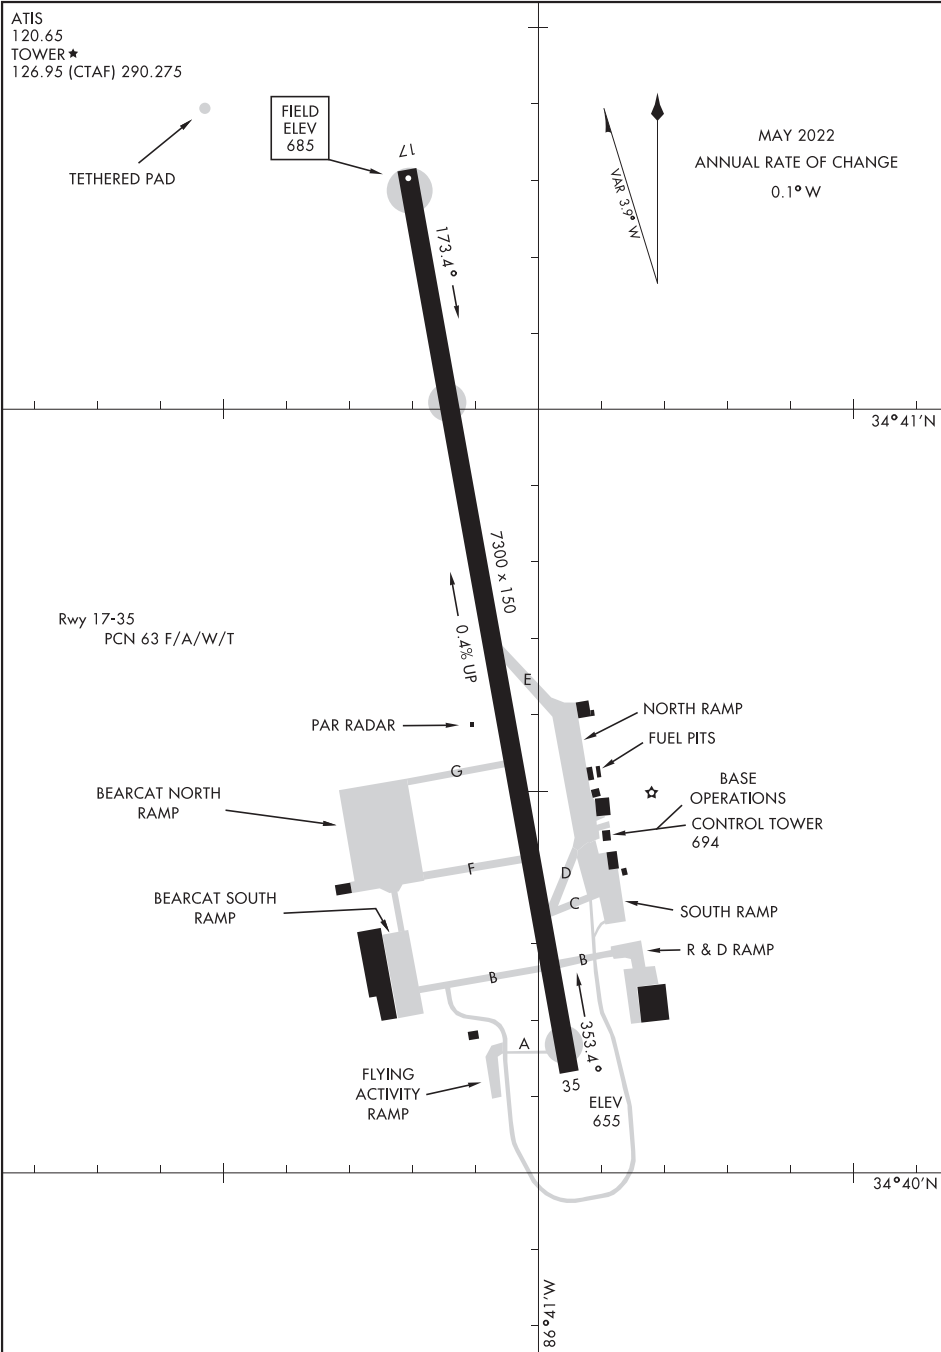 ATIS
120.65
TOWER★
126.95 (CTAF) 290.275
TETHERED PAD
FIELD
ELEV
685
17
173.4°
VAR 3.9° W
MAY 2022
ANNUAL RATE OF CHANGE
0.1° W
34°41'N
7300 x 150
0.4% UP
Rwy 17-35
PCN 63 F/A/W/T
E
NORTH RAMP
PAR RADAR
FUEL PITS
G
BASE
OPERATIONS
BEARCAT NORTH
RAMP
CONTROL TOWER
694
F
D
BEARCAT SOUTH
RAMP
C
SOUTH RAMP
R & D RAMP
B
B
A
353.4°
FLYING
ACTIVITY
RAMP
35
ELEV
655
34°40'N
86°41'W